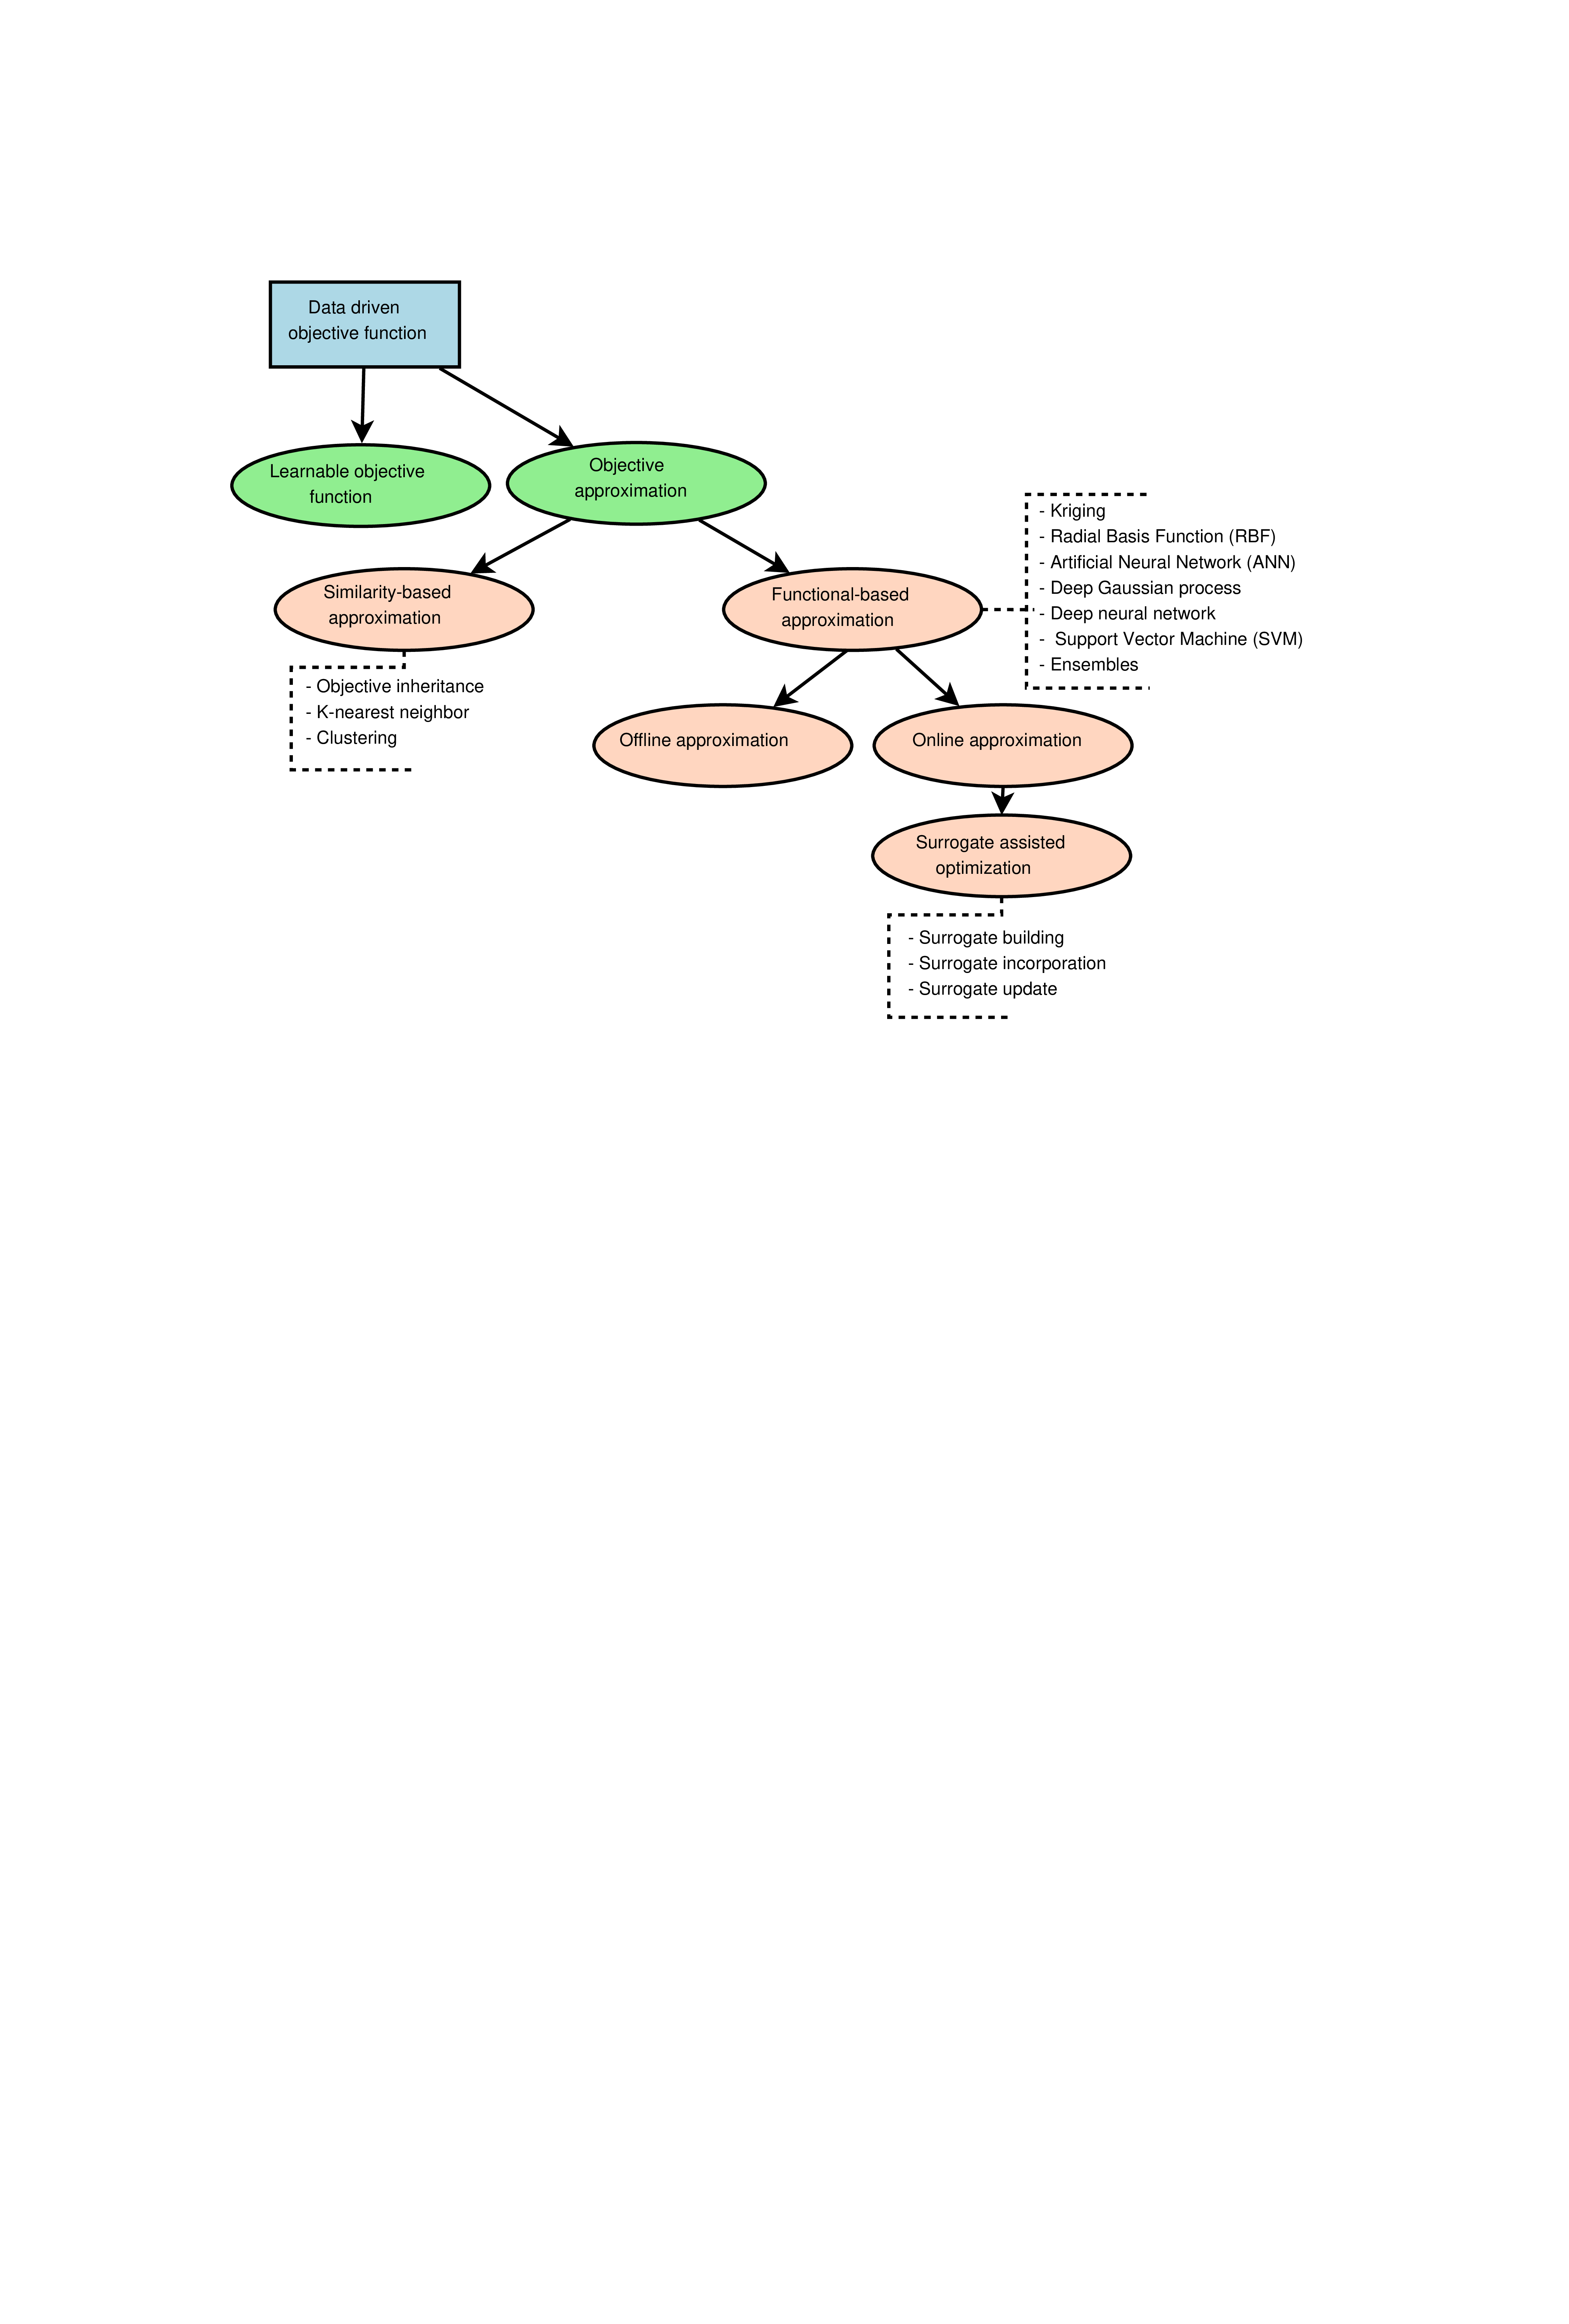 Data driven
objective function
Learnable objective
function
Objective
approximation
Similarity-based
approximation
- Objective inheritance
- K-nearest neighbor
- Clustering
Functional-based
approximation
- Kriging
- Radial Basis Function (RBF)
- Artificial Neural Network (ANN)
- Deep Gaussian process
- Deep neural network
- Support Vector Machine (SVM)
- Ensembles
Offline approximation
Online approximation
Surrogate assisted
optimization
- Surrogate building
- Surrogate incorporation
- Surrogate update